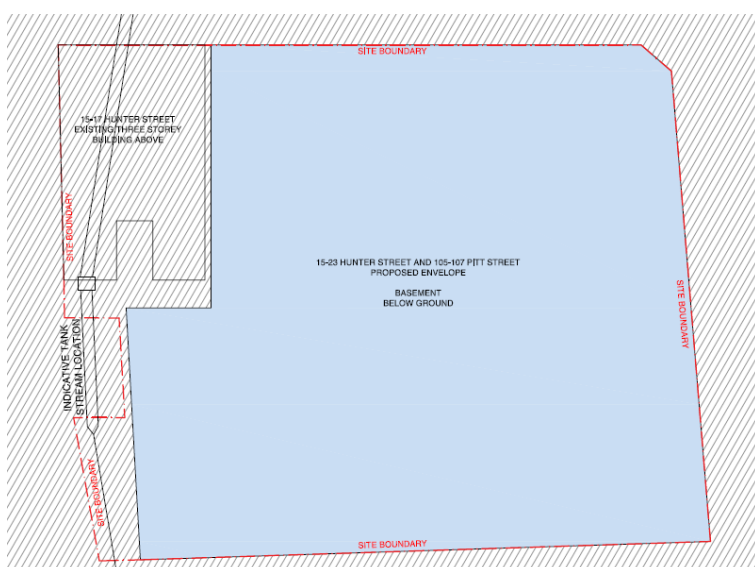 SITE BOUNDARY
15-17 HUNTER STREET
EXISTING THREE STOREY
BUILDING ABOVE
SITE BOUNDARY
15-23 HUNTER STREET AND 105-107 PITT STREET
PROPOSED ENVELOPE
BASEMENT
BELOW GROUND
SITE BOUNDARY
INDICATIVE TANK
STREAM LOCATION
SITE BOUNDARY
SITE BOUNDARY